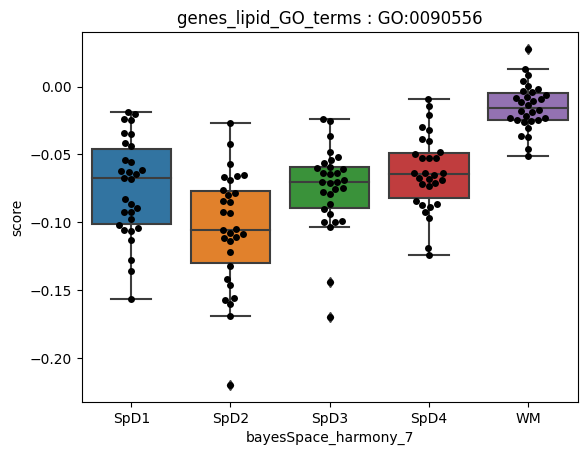 genes_lipid_GO_terms : GO:0090556
0.00
−0.05
−0.10
−0.15
−0.20
score
SpD1 SpD2 SpD3 SpD4 WM
bayesSpace_harmony_7